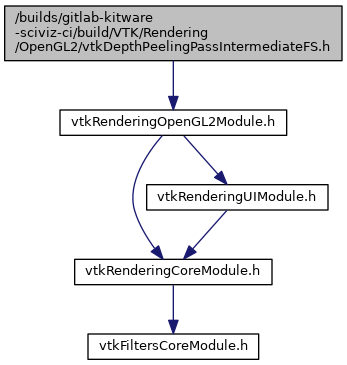 /builds/gitlab-kitware
-sciviz-ci/build/VTK/Rendering
/OpenGL2/vtkDepthPeelingPassIntermediateFS.h
vtkRenderingOpenGL2Module.h
vtkRenderingUIModule.h
vtkRenderingCoreModule.h
vtkFiltersCoreModule.h